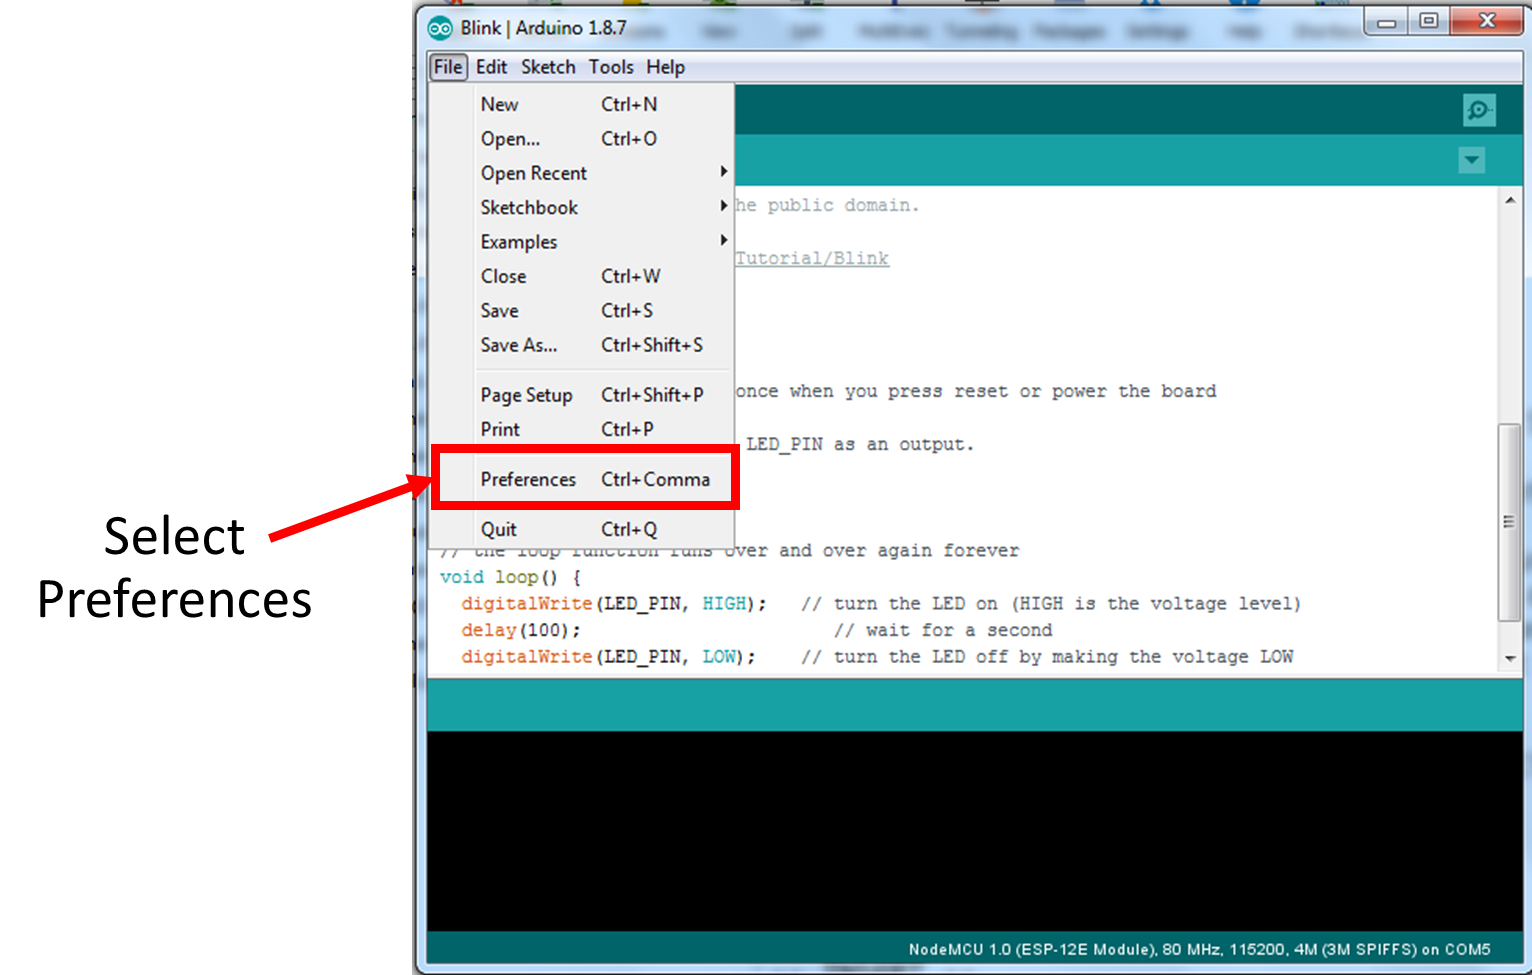 Blink | Arduino 1.8.7
File Edit Sketch Tools Help
New Ctrl+N
Open... Ctrl+O
Open Recent
Sketchbook
Examples
Close Ctrl+W
Save Ctrl+S
Save As... Ctrl+Shift+S
Page Setup Ctrl+Shift+P
Print Ctrl+P
Preferences Ctrl+Comma
Quit Ctrl+Q
Select
Preferences
he public domain.
Tutorial/Blink
once when you press reset or power the board
LED_PIN as an output.
// the loop function runs over and over again forever
void loop() {
digitalWrite(LED_PIN, HIGH); // turn the LED on (HIGH is the voltage level)
delay(100); // wait for a second
digitalWrite(LED_PIN, LOW); // turn the LED off by making the voltage LOW
NodeMCU 1.0 (ESP-12E Module), 80 MHz, 115200, 4M (3M SPIFFS) on COM5